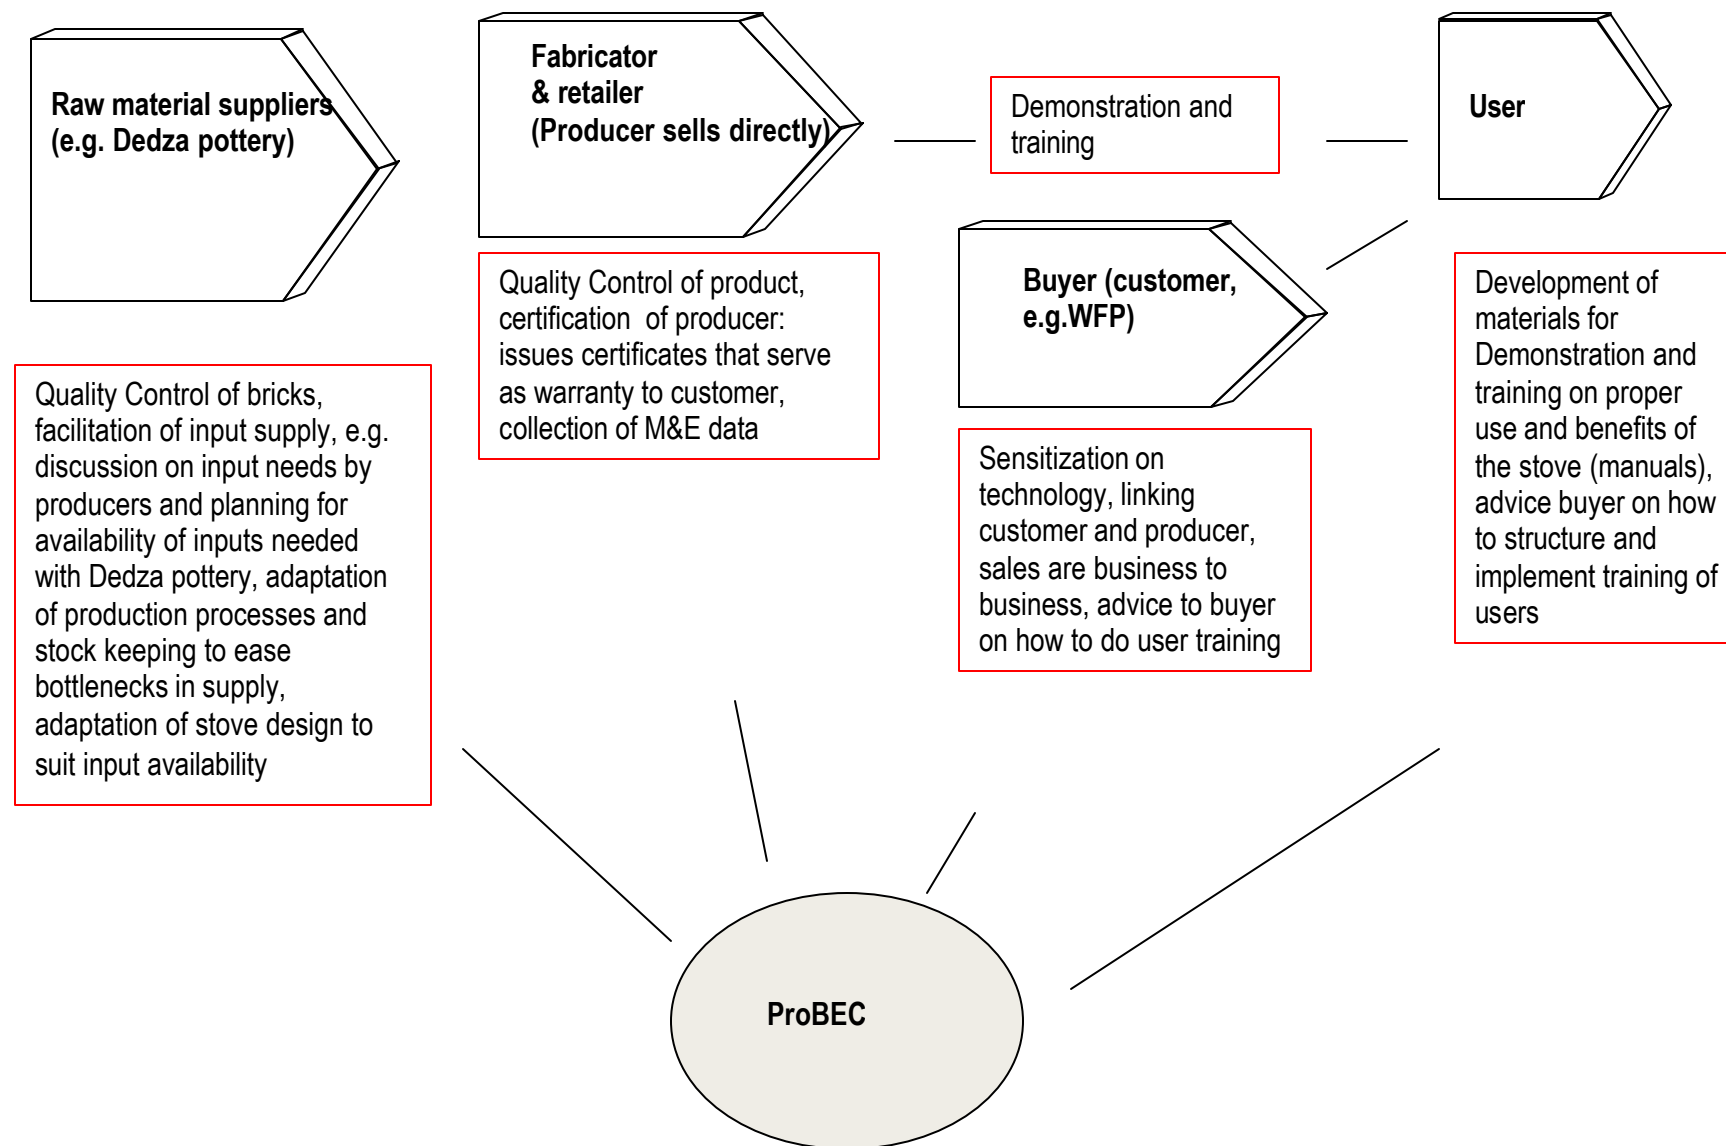 Raw material suppliers
(e.g. Dedza pottery)
Fabricator
& retailer
(Producer sells directly)
Demonstration and
training
User
Buyer (customer,
e.g.WFP)
Quality Control of bricks,
facilitation of input supply, e.g.
discussion on input needs by
producers and planning for
availability of inputs needed
with Dedza pottery, adaptation
of production processes and
stock keeping to ease
bottlenecks in supply,
adaptation of stove design to
suit input availability
Quality Control of product,
certification of producer:
issues certificates that serve
as warranty to customer,
collection of M&E data
Sensitization on
technology, linking
customer and producer,
sales are business to
business, advice to buyer
on how to do user training
Development of
materials for
Demonstration and
training on proper
use and benefits of
the stove (manuals),
advice buyer on how
to structure and
implement training of
users
ProBEC